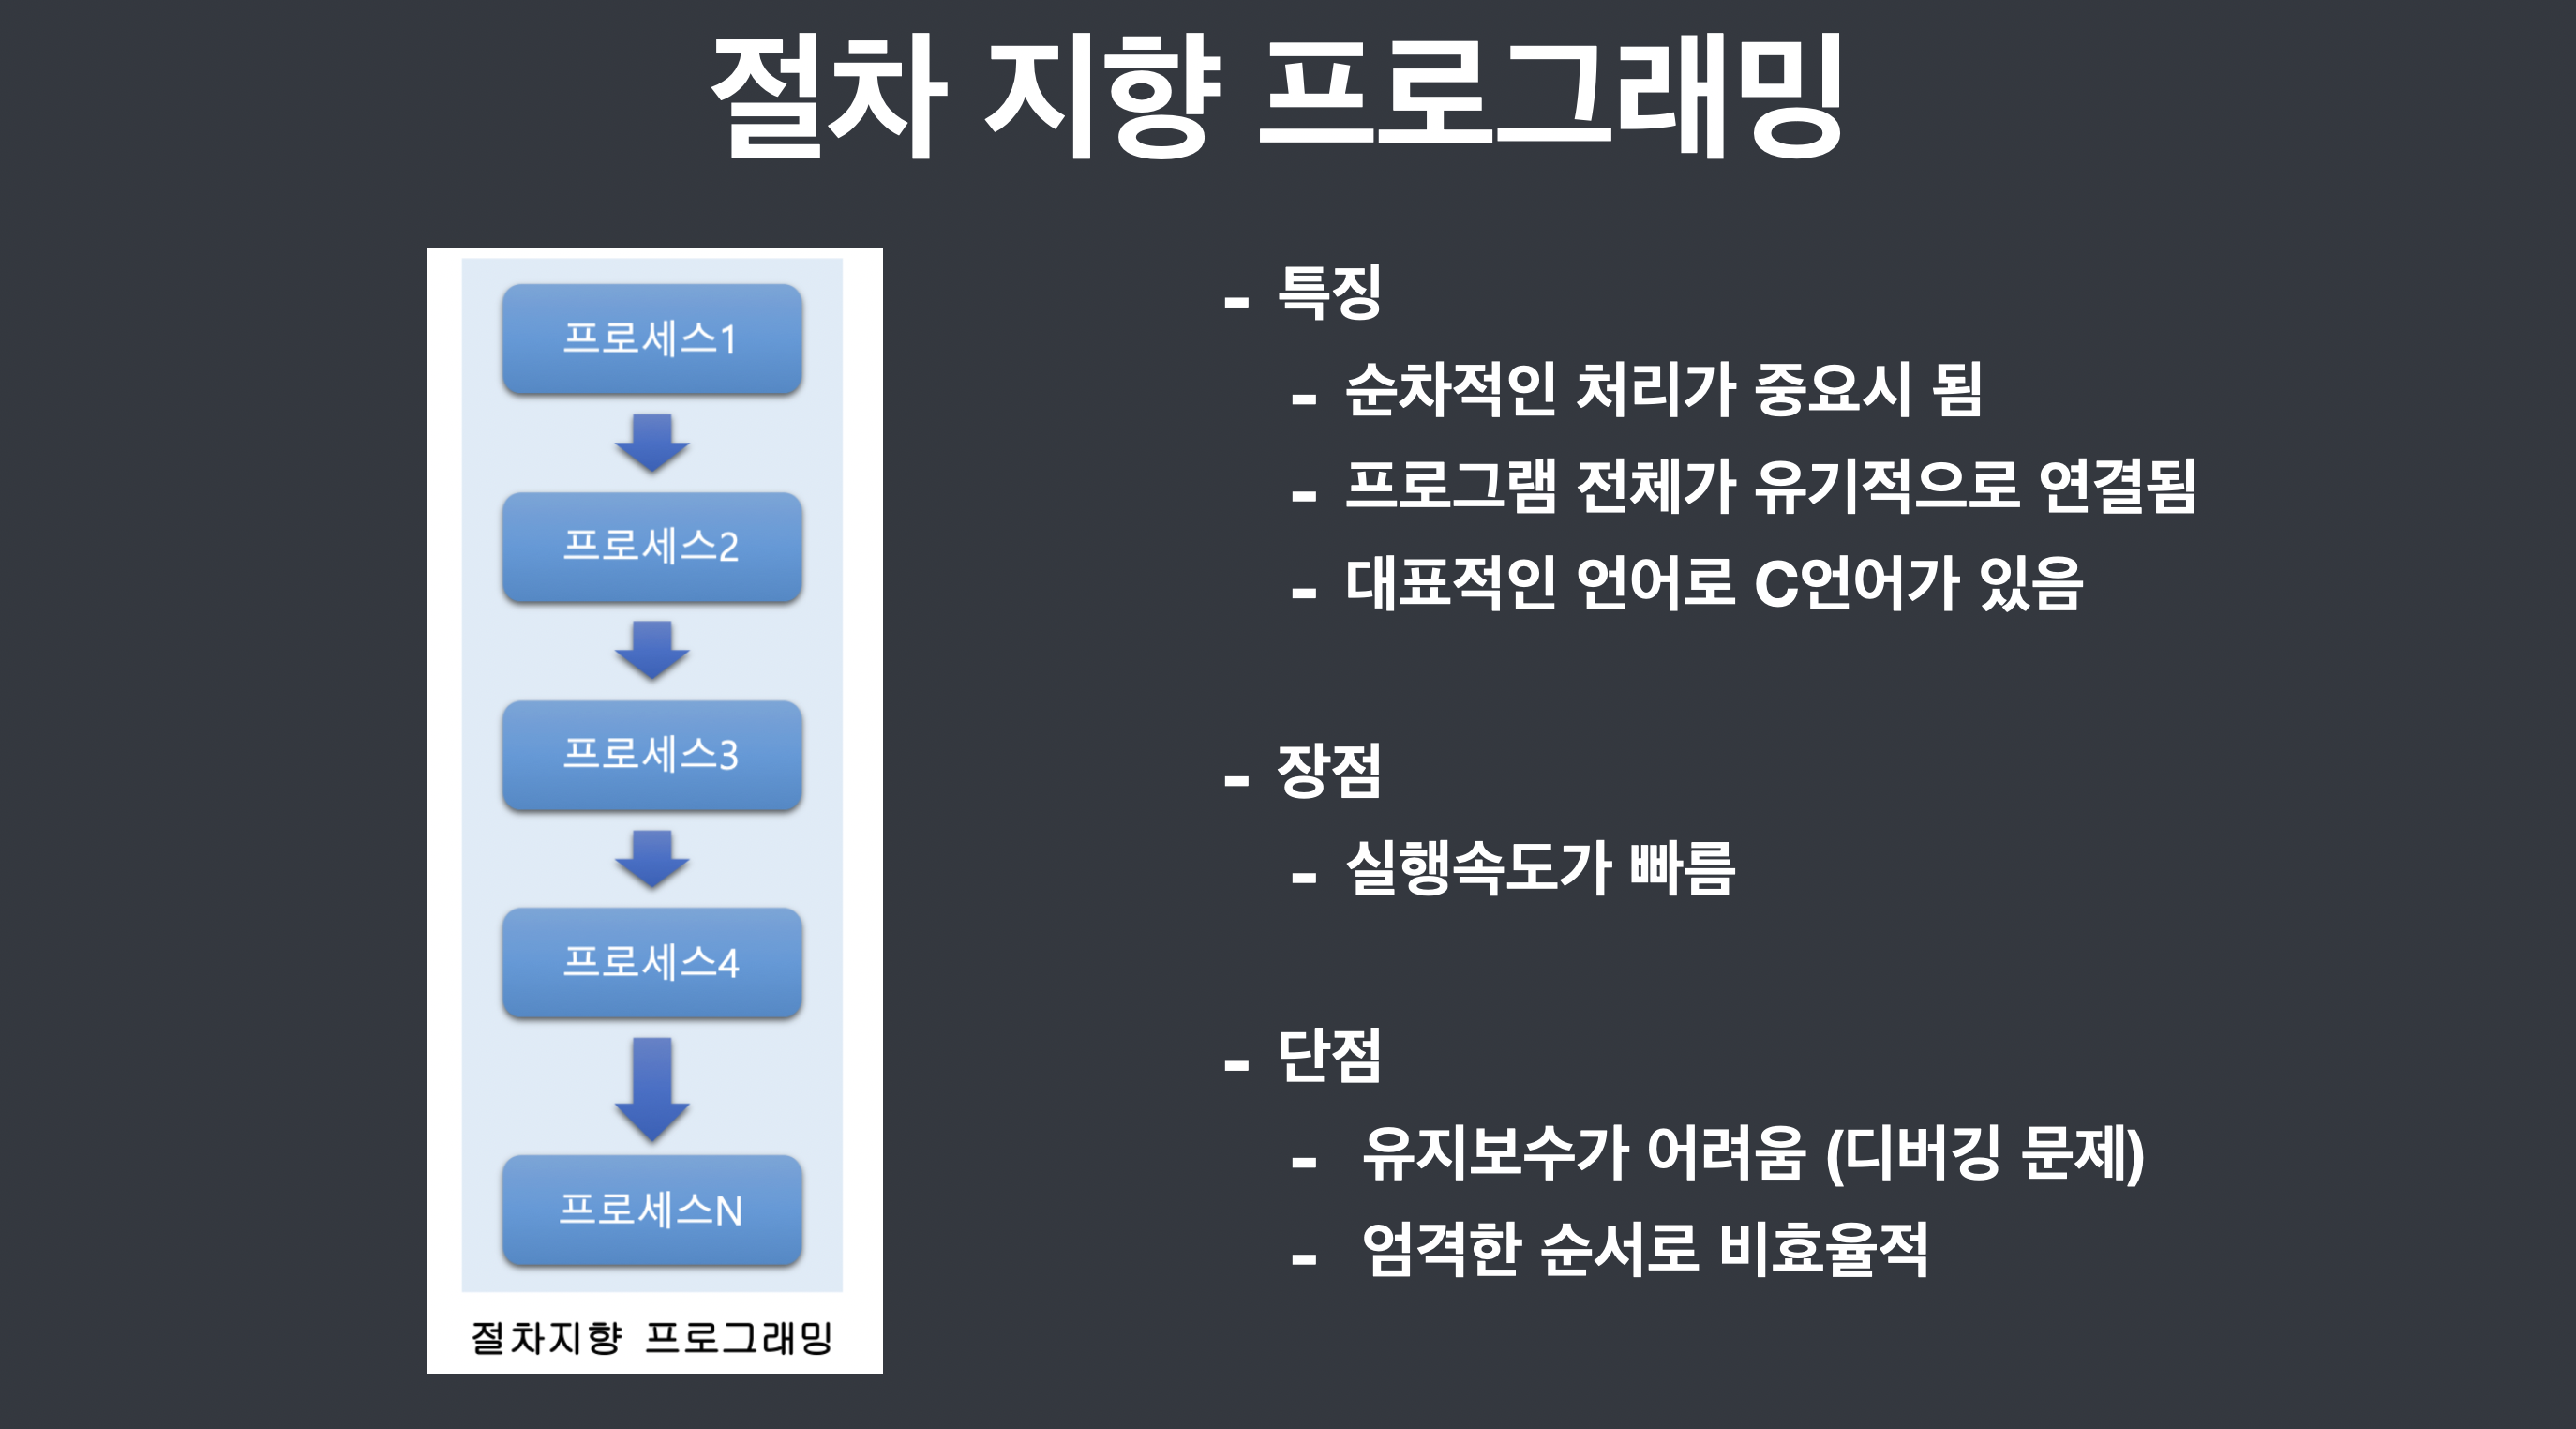 절차 지향 프로그래밍
프로세스1
프로세스2
프로세스3
프로세스4
프로세스N
절차지향 프로그래밍
- 특징
- 순차적인 처리가 중요시 됨
- 프로그램 전체가 유기적으로 연결됨
- 대표적인 언어로 C언어가 있음
- 장점
- 실행속도가 빠름
- 단점
- 유지보수가 어려움 (디버깅 문제)
- 엄격한 순서로 비효율적